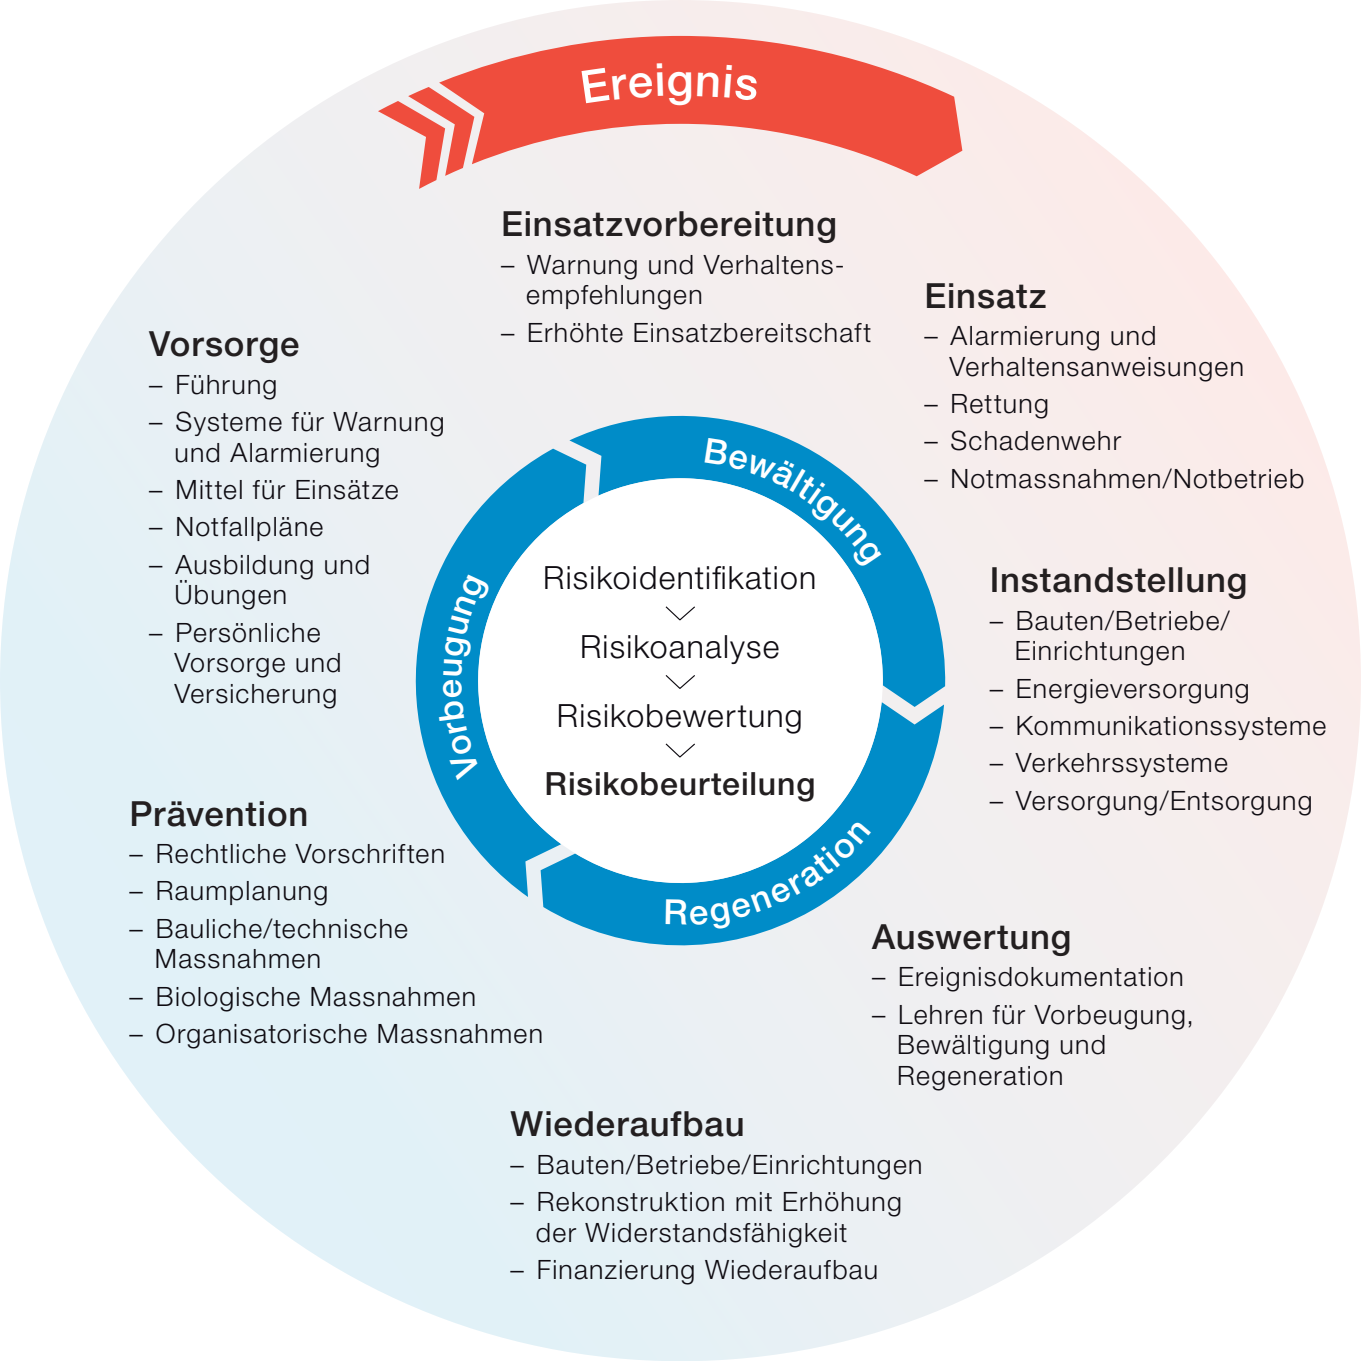 Ereignis
Einsatzvorbereitung
– Warnung und Verhaltens-
empfehlungen
– Erhöhte Einsatzbereitschaft
Einsatz
– Alarmierung und
Verhaltensanweisungen
– Rettung
– Schadenwehr
– Notmassnahmen/Notbetrieb
Instandstellung
– Bauten/Betriebe/
Einrichtungen
– Energieversorgung
– Kommunikationssysteme
– Verkehrssysteme
– Versorgung/Entsorgung
Auswertung
– Ereignisdokumentation
– Lehren für Vorbeugung,
Bewältigung und
Regeneration
Wiederaufbau
– Bauten/Betriebe/Einrichtungen
– Rekonstruktion mit Erhöhung
der Widerstandsfähigkeit
– Finanzierung Wiederaufbau
Prävention
– Rechtliche Vorschriften
– Raumplanung
– Bauliche/technische
Massnahmen
– Biologische Massnahmen
– Organisatorische Massnahmen
Vorsorge
– Führung
– Systeme für Warnung
und Alarmierung
– Mittel für Einsätze
– Notfallpläne
– Ausbildung und
Übungen
– Persönliche
Vorsorge und
Versicherung
Bewältigung
Regeneration
Vorbeugung
Risikoidentifikation
Risikoanalyse
Risikobewertung
Risikobeurteilung